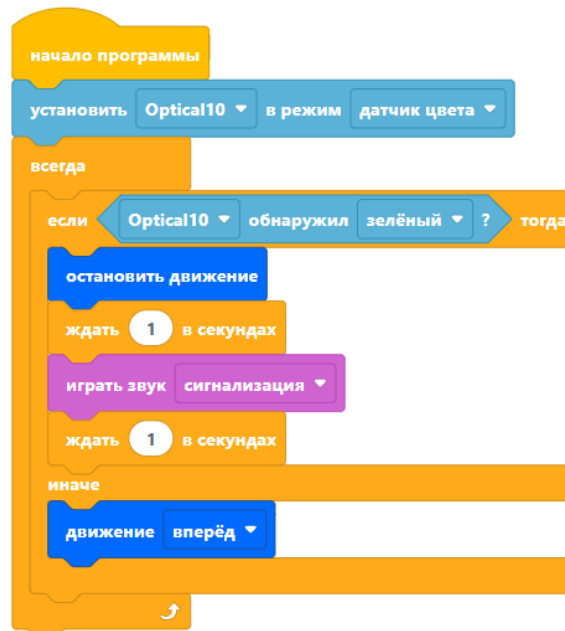 начало программы
установить Optical10 в режим датчик цвета
всегда
если Optical10 обнаружил зелёный ? тогда
остановить движение
ждать 1 в секундах
играть звук сигнализация
ждать 1 в секундах
иначе
движение вперёд